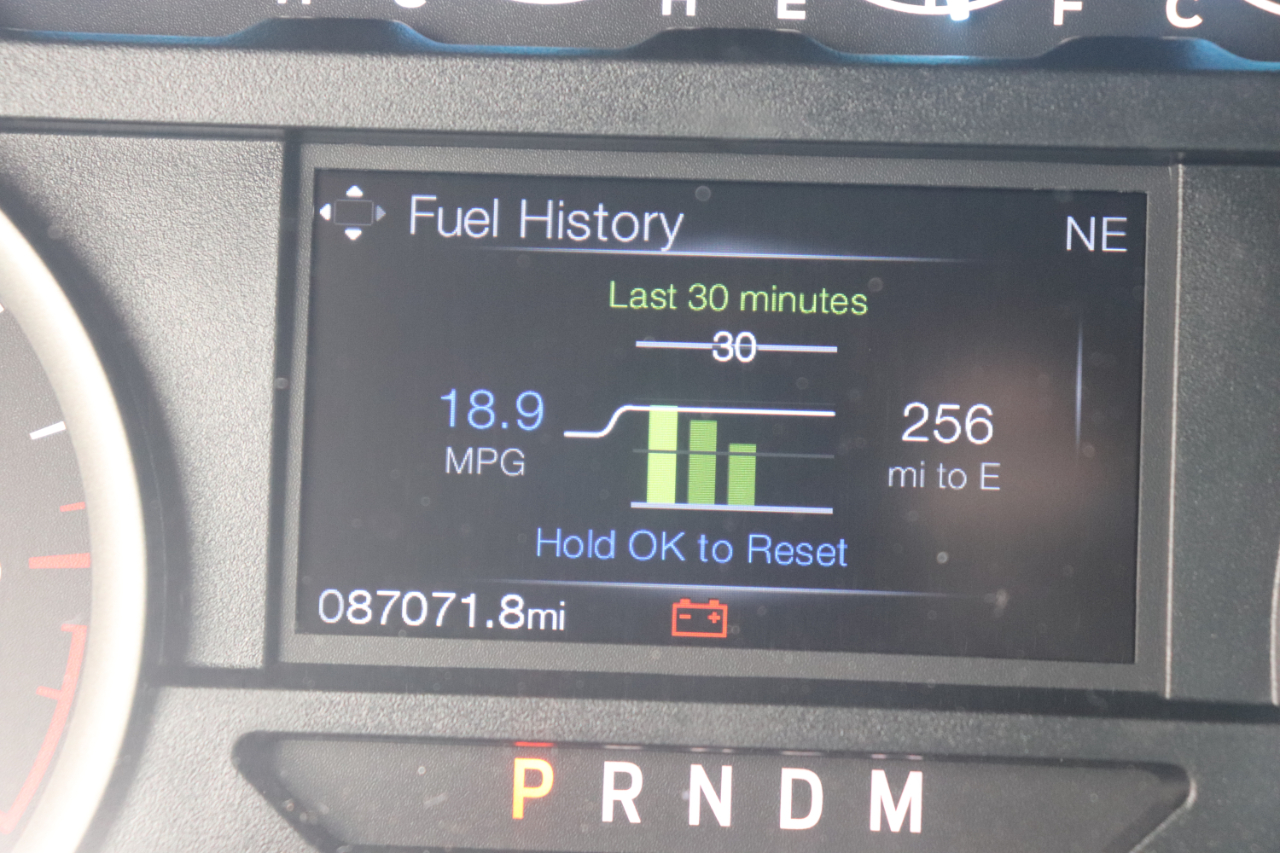 H E F C
Fuel History NE
Last 30 minutes
30
18.9 256
MPG mi to E
Hold OK to Reset
087071.8mi
P R N D M